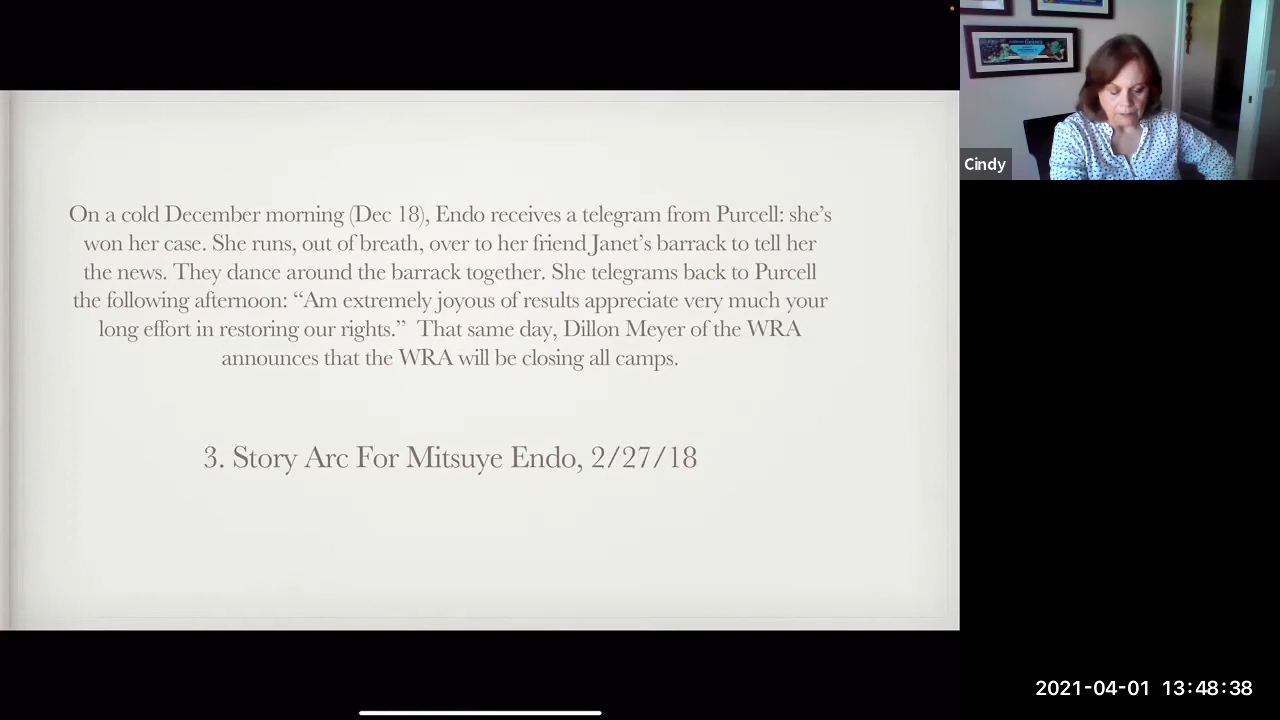 On a cold December morning (Dec 18), Endo receives a telegram from Purcell: she’s
won her case. She runs, out of breath, over to her friend Janet’s barrack to tell her
the news. They dance around the barrack together. She telegrams back to Purcell
the following afternoon: “Am extremely joyous of results appreciate very much your
long effort in restoring our rights.” That same day, Dillon Meyer of the WRA
announces that the WRA will be closing all camps.
3. Story Arc For Mitsuye Endo, 2/27/18
Cindy
2021-04-01 13:48:38